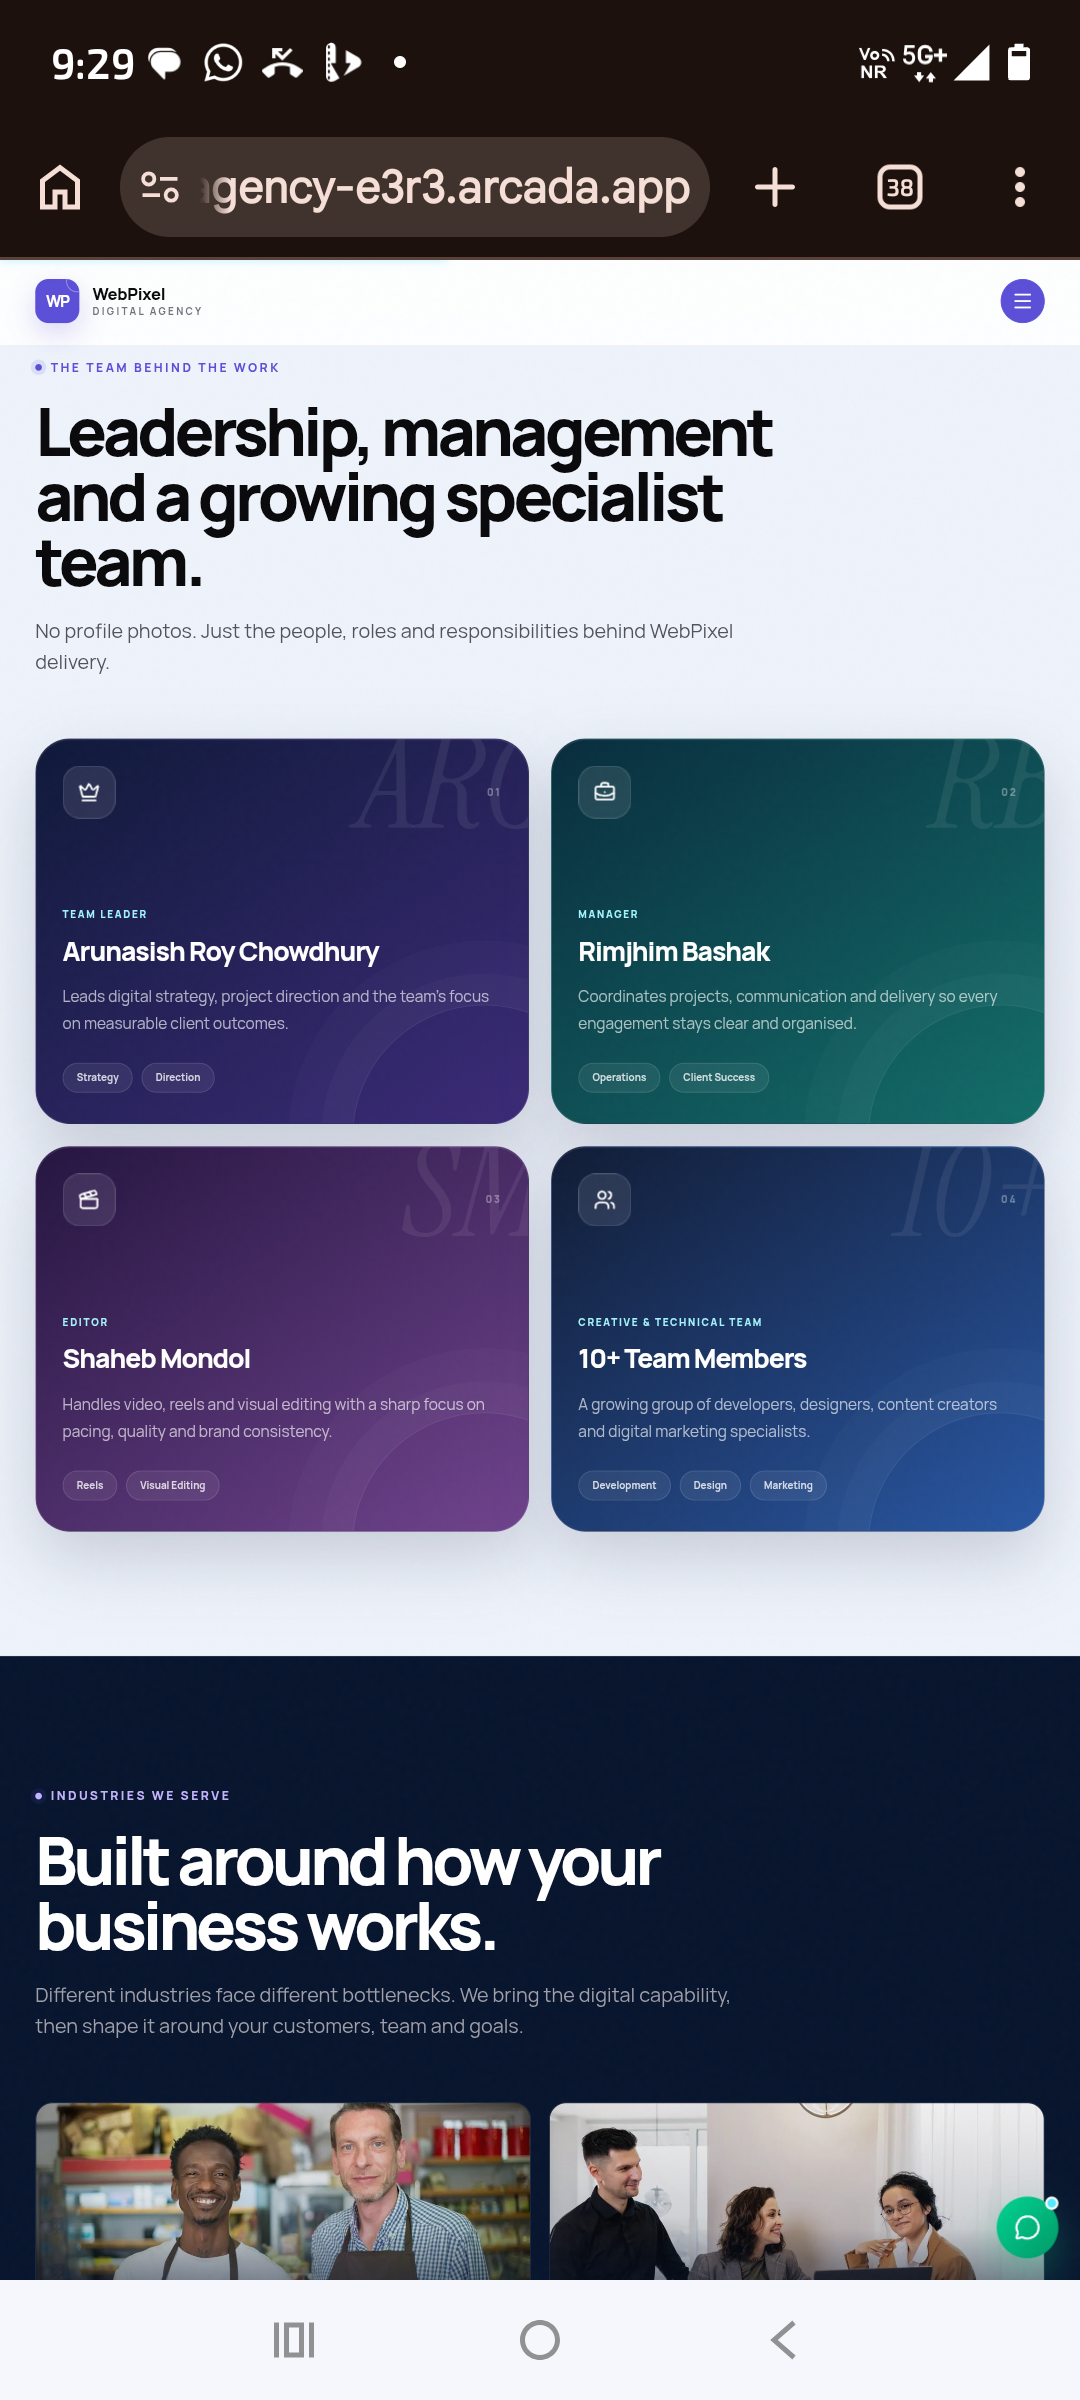 9:29
Vo
NR
5G+
agency-e3r3.arcada.app
38
WP
WebPixel
DIGITAL AGENCY
THE TEAM BEHIND THE WORK
Leadership, management
and a growing specialist
team.
No profile photos. Just the people, roles and responsibilities behind WebPixel
delivery.
ARC
01
TEAM LEADER
Arunasish Roy Chowdhury
Leads digital strategy, project direction and the team's focus
on measurable client outcomes.
Strategy
Direction
RB
02
MANAGER
Rimjhim Bashak
Coordinates projects, communication and delivery so every
engagement stays clear and organised.
Operations
Client Success
SM
03
EDITOR
Shaheb Mondol
Handles video, reels and visual editing with a sharp focus on
pacing, quality and brand consistency.
Reels
Visual Editing
10+
04
CREATIVE & TECHNICAL TEAM
10+ Team Members
A growing group of developers, designers, content creators
and digital marketing specialists.
Development
Design
Marketing
INDUSTRIES WE SERVE
Built around how your
business works.
Different industries face different bottlenecks. We bring the digital capability,
then shape it around your customers, team and goals.